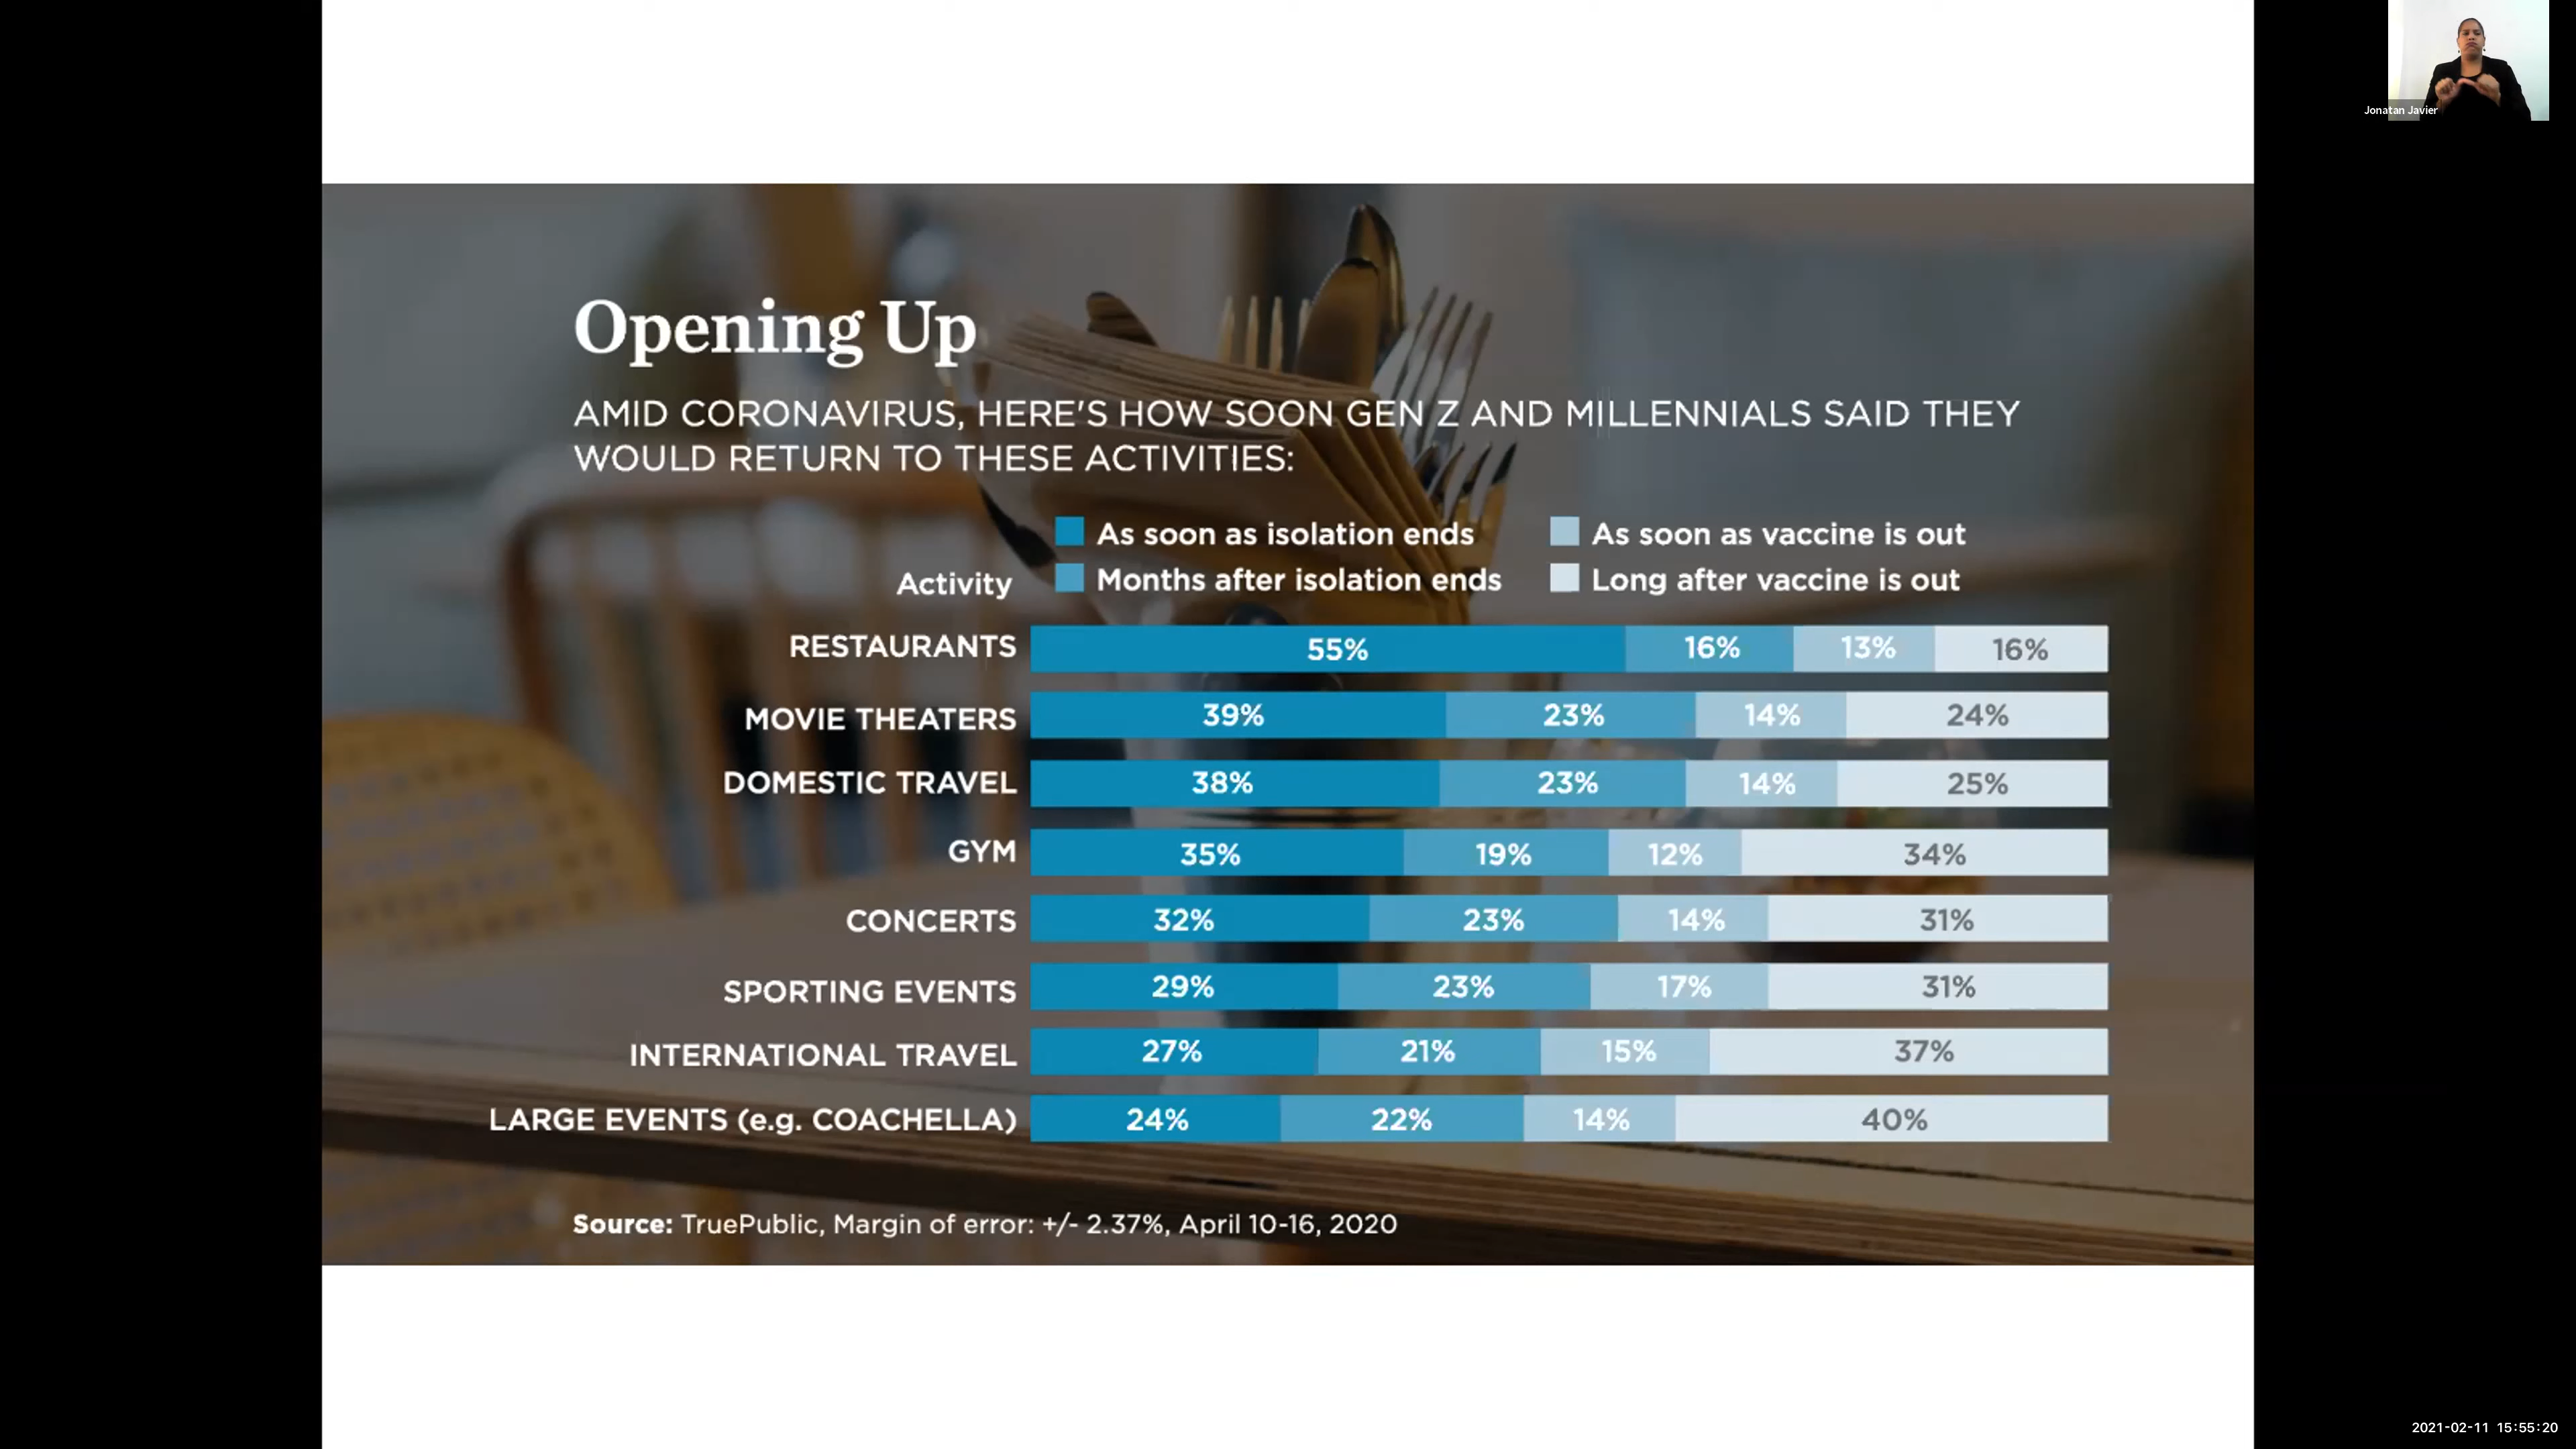 Jonatan Javier
Opening Up
AMID CORONAVIRUS, HERE'S HOW SOON GEN Z AND MILLENNIALS SAID THEY
WOULD RETURN TO THESE ACTIVITIES:
As soon as isolation ends As soon as vaccine is out
Activity Months after isolation ends Long after vaccine is out
RESTAURANTS 55% 16% 13% 16%
MOVIE THEATERS 39% 23% 14% 24%
DOMESTIC TRAVEL 38% 23% 14% 25%
GYM 35% 19% 12% 34%
CONCERTS 32% 23% 14% 31%
SPORTING EVENTS 29% 23% 17% 31%
INTERNATIONAL TRAVEL 27% 21% 15% 37%
LARGE EVENTS (e.g. COACHELLA) 24% 22% 14% 40%
Source: TruePublic, Margin of error: +/- 2.37%, April 10-16, 2020
2021-02-11 15:55:20